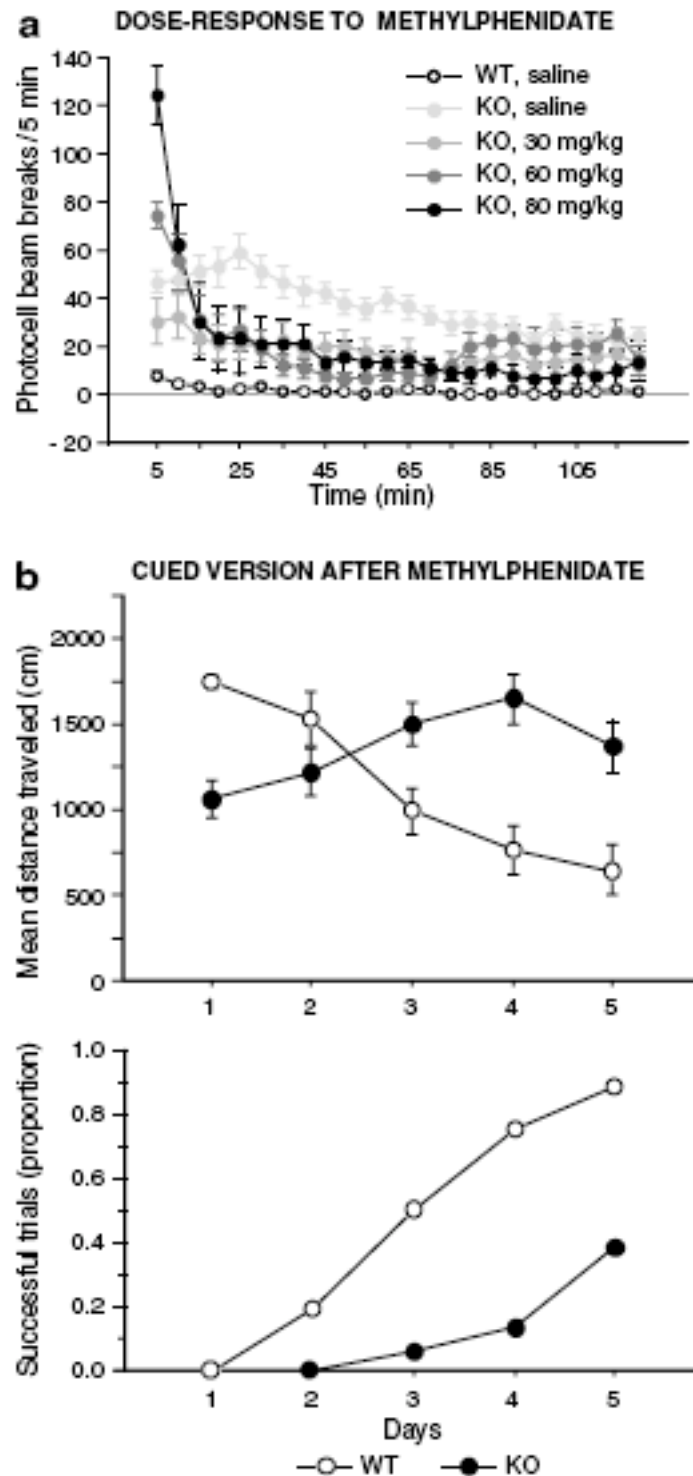 a DOSE-RESPONSE TO METHYLPHENIDATE
Photocell beam breaks/5 min
140
120
100
80
60
40
20
0
- 20
WT, saline
KO, saline
KO, 30 mg/kg
KO, 60 mg/kg
KO, 80 mg/kg
5 25 45 65 85 105
Time (min)
b CUED VERSION AFTER METHYLPHENIDATE
Mean distance traveled (cm)
2000
1500
1000
500
0
1 2 3 4 5
Successful trials (proportion)
1.0
0.8
0.6
0.4
0.2
0.0
1 2 3 4 5
Days
WT KO